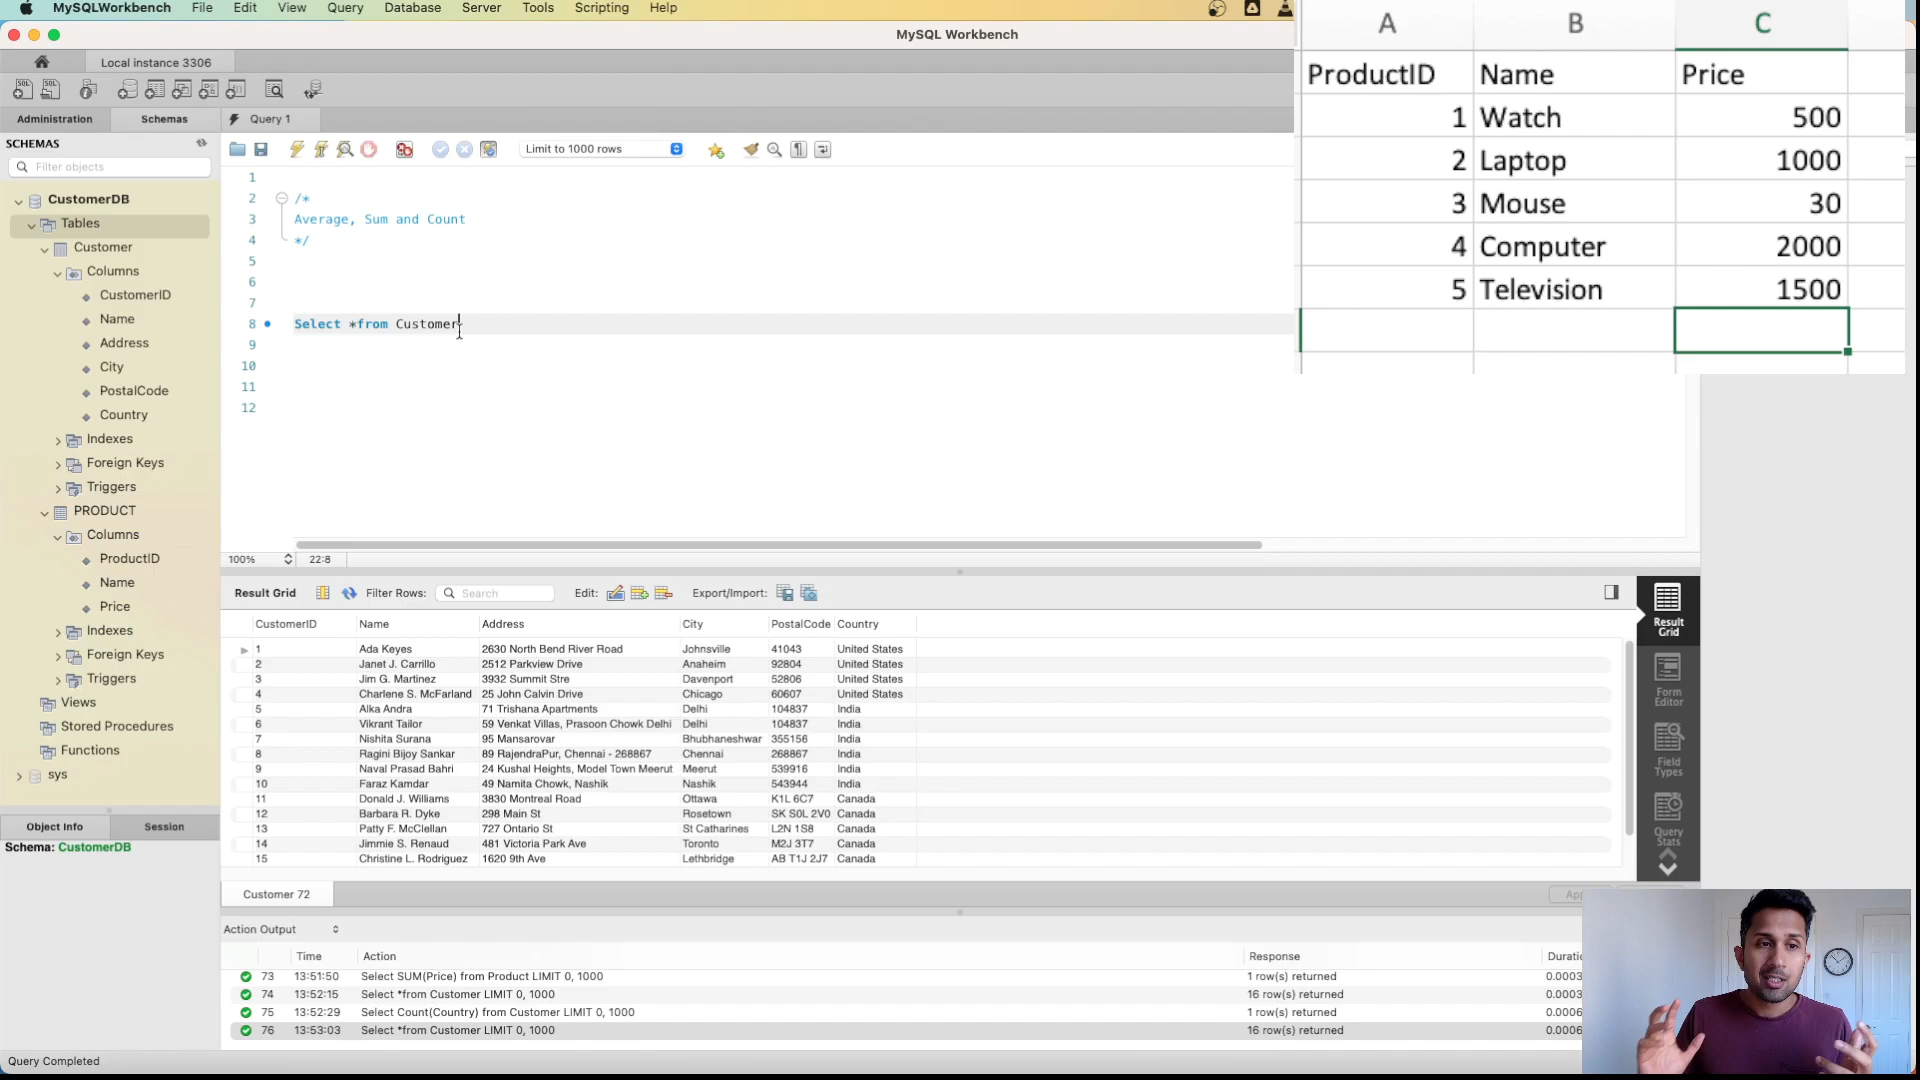 MySQLWorkbench File Edit View Query Database Server Tools Scripting Help
MySQL Workbench
Local instance 3306
Administration Schemas Query 1
SCHEMAS
Filter objects
Limit to 1000 rows
CustomerDB
Tables
Customer
Columns
CustomerID
Name
Address
City
PostalCode
Country
Indexes
Foreign Keys
Triggers
PRODUCT
Columns
ProductID
Name
Price
Indexes
Foreign Keys
Triggers
Views
Stored Procedures
Functions
sys
Object Info Session
Schema: CustomerDB
1
2 /*
3 Average, Sum and Count
4 */
5
6
7
8 Select *from Customer
9
10
11
12
A B C
ProductID Name Price
1 Watch 500
2 Laptop 1000
3 Mouse 30
4 Computer 2000
5 Television 1500
100% 22:8
Result Grid Filter Rows: Search Edit: Export/Import:
CustomerID Name Address City PostalCode Country
1 Ada Keyes 2630 North Bend River Road Johnsville 41043 United States
2 Janet J. Carrillo 2512 Parkview Drive Anaheim 92804 United States
3 Jim G. Martinez 3932 Summit Stre Davenport 52806 United States
4 Charlene S. McFarland 25 John Calvin Drive Chicago 60607 United States
5 Alka Andra 71 Trishana Apartments Delhi 104837 India
6 Vikrant Tailor 59 Venkat Villas, Prasoon Chowk Delhi Delhi 104837 India
7 Nishita Surana 95 Mansarovar Bhubhaneshwar 355156 India
8 Ragini Bijoy Sankar 89 RajendraPur, Chennai - 268867 Chennai 268867 India
9 Naval Prasad Bahri 24 Kushal Heights, Model Town Meerut Meerut 539916 India
10 Faraz Kamdar 49 Namita Chowk, Nashik Nashik 543944 India
11 Donald J. Williams 3830 Montreal Road Ottawa K1L 6C7 Canada
12 Barbara R. Dyke 298 Main St Rosetown SK S0L 2V0 Canada
13 Patty F. McClellan 727 Ontario St St Catharines L2N 1S8 Canada
14 Jimmie S. Renaud 481 Victoria Park Ave Toronto M2J 3T7 Canada
15 Christine L. Rodriguez 1620 9th Ave Lethbridge AB T1J 2J7 Canada
Result Grid
Form Editor
Field Types
Query Stats
Customer 72
App
Action Output
Time Action Response Duratic
73 13:51:50 Select SUM(Price) from Product LIMIT 0, 1000 1 row(s) returned 0.0003
74 13:52:15 Select *from Customer LIMIT 0, 1000 16 row(s) returned 0.0003
75 13:52:29 Select Count(Country) from Customer LIMIT 0, 1000 1 row(s) returned 0.0006
76 13:53:03 Select *from Customer LIMIT 0, 1000 16 row(s) returned 0.0006
Query Completed